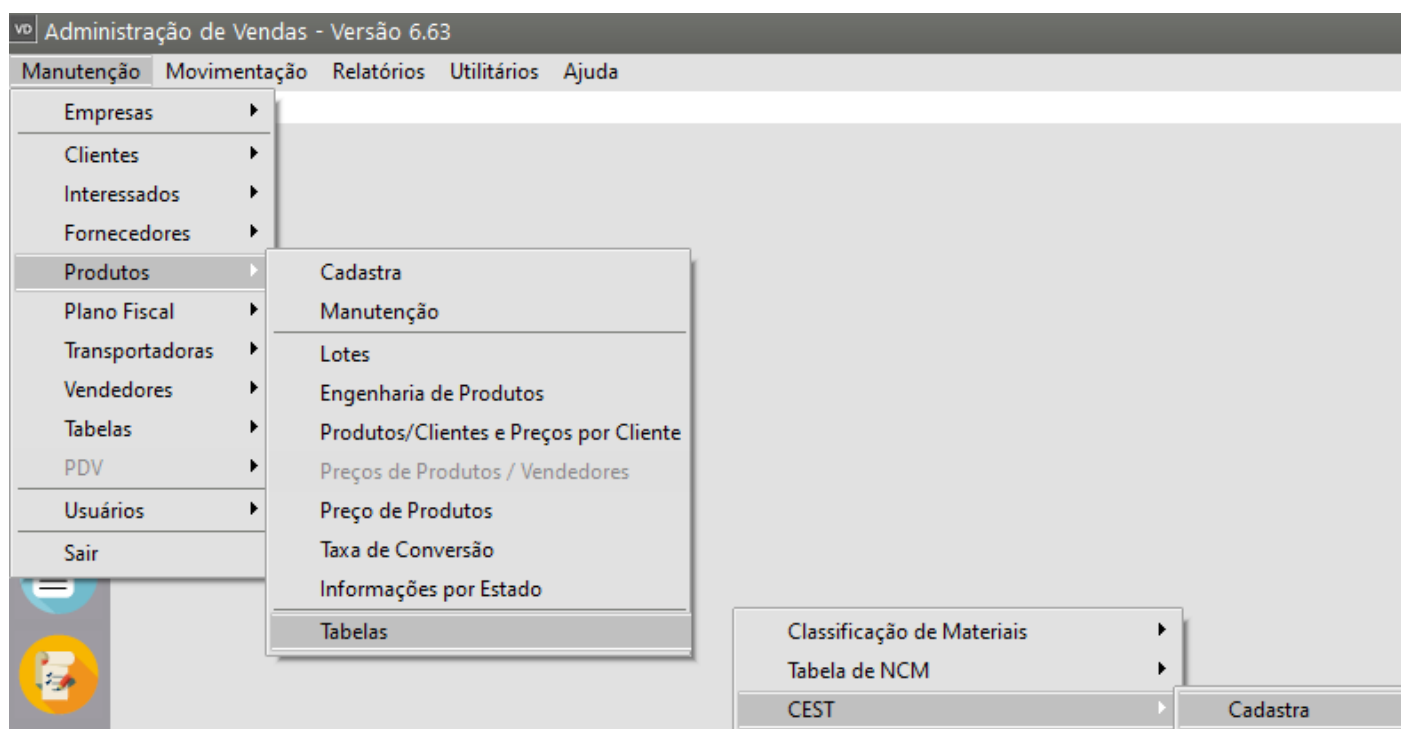 VD Administração de Vendas - Versão 6.63
Manutenção Movimentação Relatórios Utilitários Ajuda
Empresas
Clientes
Interessados
Fornecedores
Produtos
Plano Fiscal
Transportadoras
Vendedores
Tabelas
PDV
Usuários
Sair
Cadastra
Manutenção
Lotes
Engenharia de Produtos
Produtos/Clientes e Preços por Cliente
Preços de Produtos / Vendedores
Preço de Produtos
Taxa de Conversão
Informações por Estado
Tabelas
Classificação de Materiais
Tabela de NCM
CEST
Cadastra